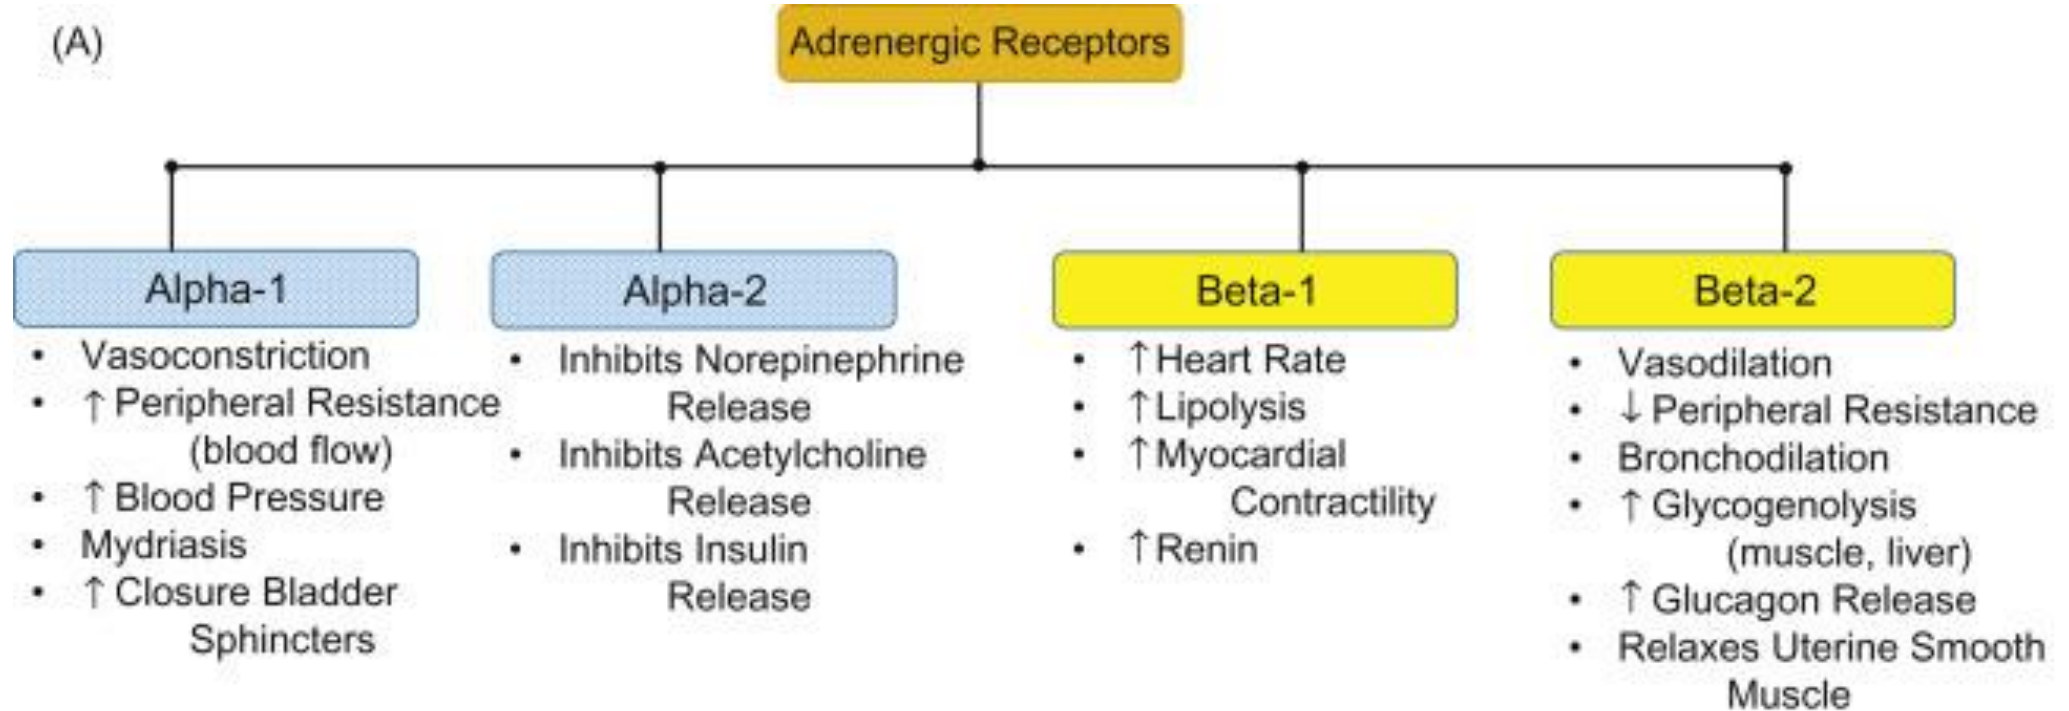 (A)
Adrenergic Receptors
Alpha-1
• Vasoconstriction
• ↑ Peripheral Resistance
(blood flow)
• ↑ Blood Pressure
• Mydriasis
• ↑ Closure Bladder
Sphincters
Alpha-2
• Inhibits Norepinephrine
Release
• Inhibits Acetylcholine
Release
• Inhibits Insulin
Release
Beta-1
• ↑ Heart Rate
• ↑ Lipolysis
• ↑ Myocardial
Contractility
• ↑ Renin
Beta-2
• Vasodilation
• ↓ Peripheral Resistance
• Bronchodilation
• ↑ Glycogenolysis
(muscle, liver)
• ↑ Glucagon Release
• Relaxes Uterine Smooth
Muscle